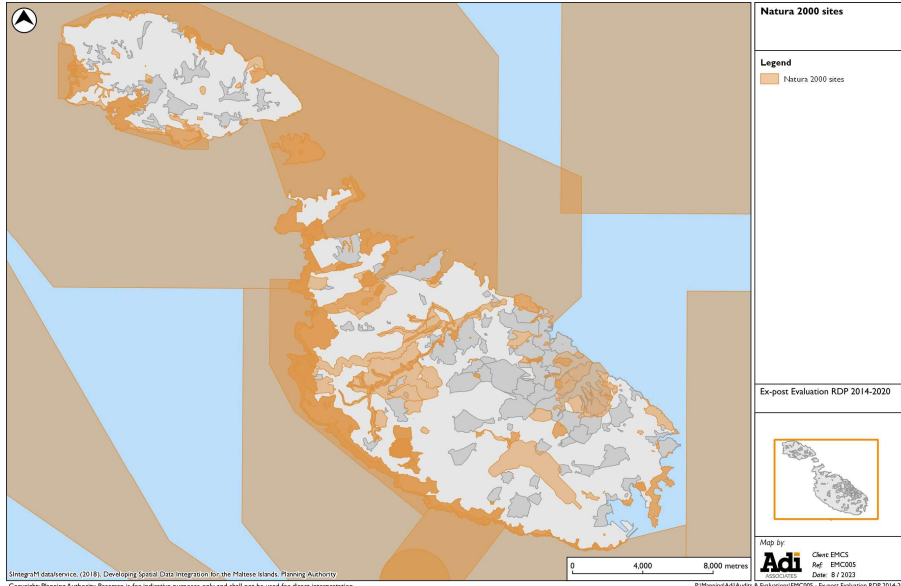 Natura 2000 sites
Legend
Natura 2000 sites
Ex-post Evaluation RDP 2014-2020
Map by:
Adi
ASSOCIATES
Client: EMCS
Ref: EMC005
Date: 8 / 2023
0 4,000 8,000 metres
SIntegraM data/service, (2018), Developing Spatial Data Integration for the Maltese Islands, Planning Authority